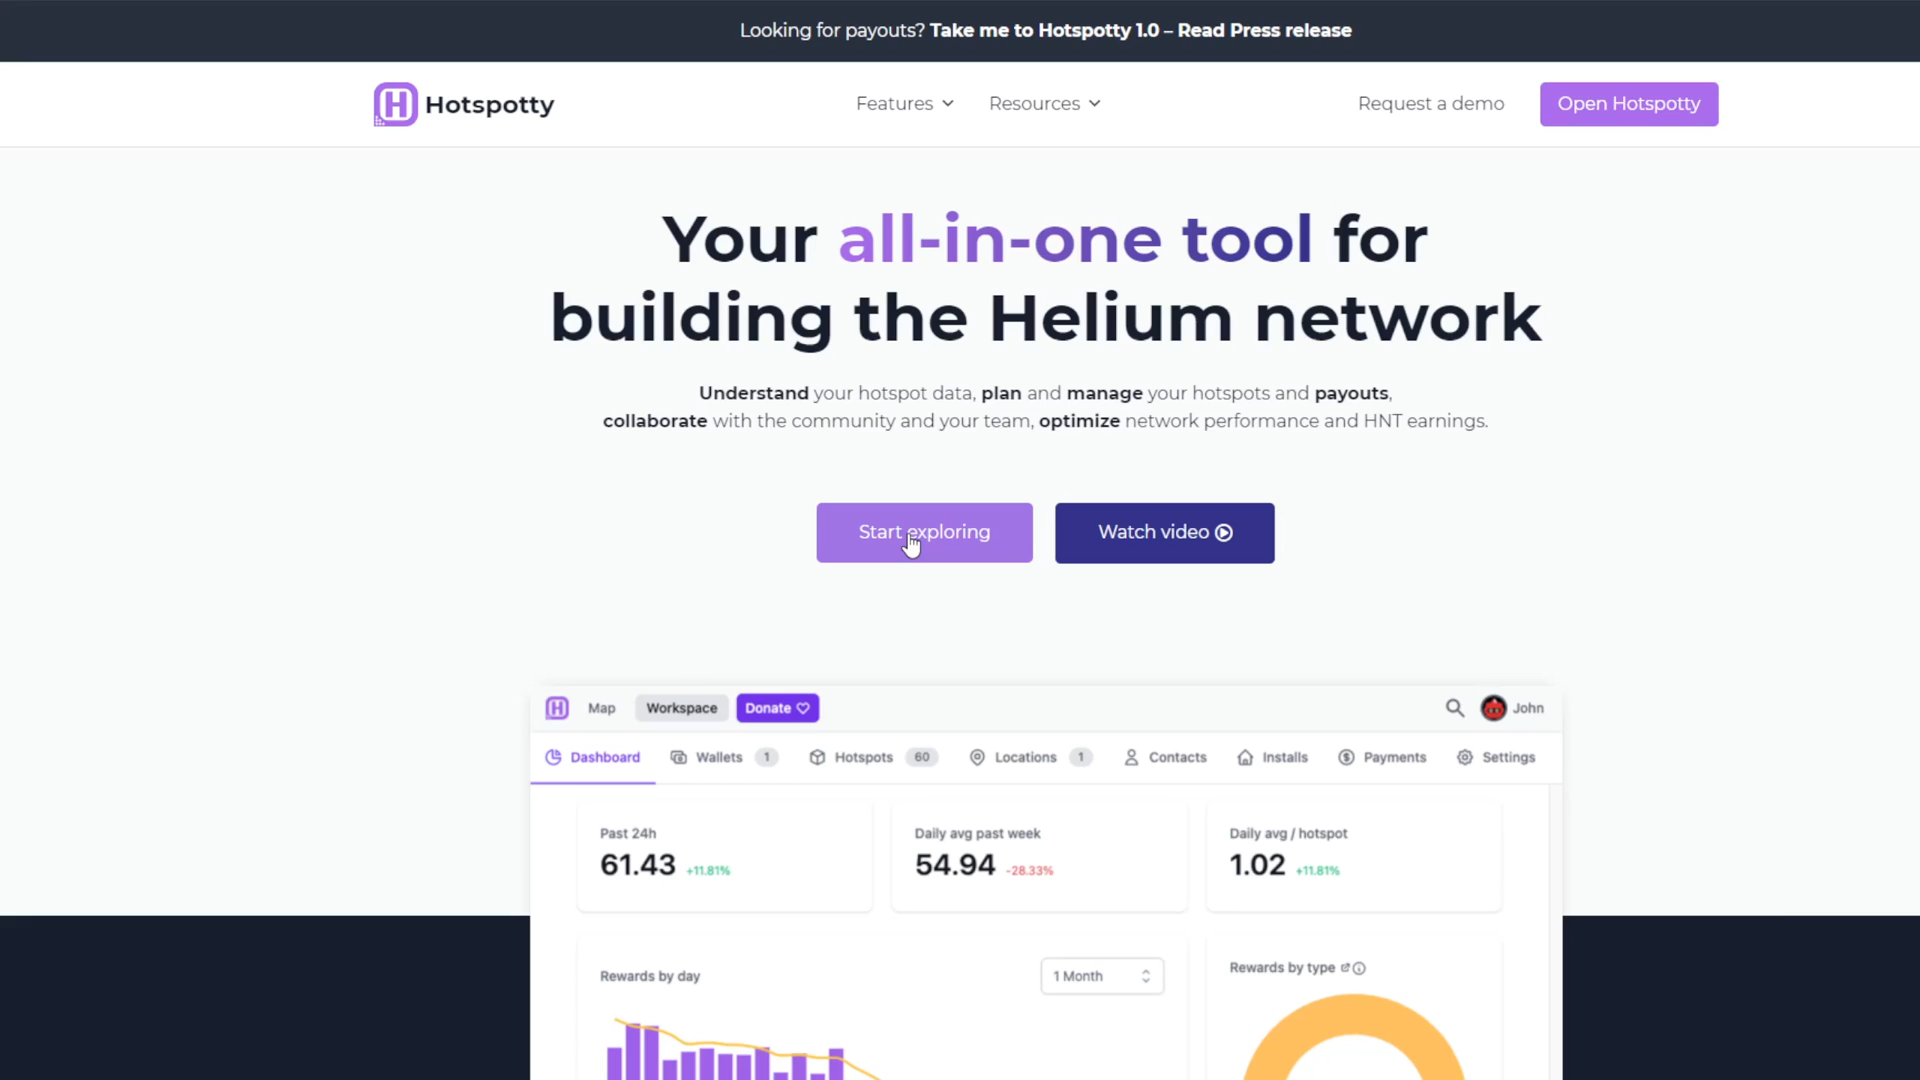 Looking for payouts? Take me to Hotspotty 1.0 – Read Press release
Hotspotty
Features
Resources
Request a demo
Open Hotspotty
Your all-in-one tool for
building the Helium network
Understand your hotspot data, plan and manage your hotspots and payouts,
collaborate with the community and your team, optimize network performance and HNT earnings.
Start exploring
Watch video
Map
Workspace
Donate
John
Dashboard
Wallets 1
Hotspots 60
Locations 1
Contacts
Installs
Payments
Settings
Past 24h
61.43 +11.81%
Daily avg past week
54.94 -28.33%
Daily avg / hotspot
1.02 +11.81%
Rewards by day
1 Month
Rewards by type